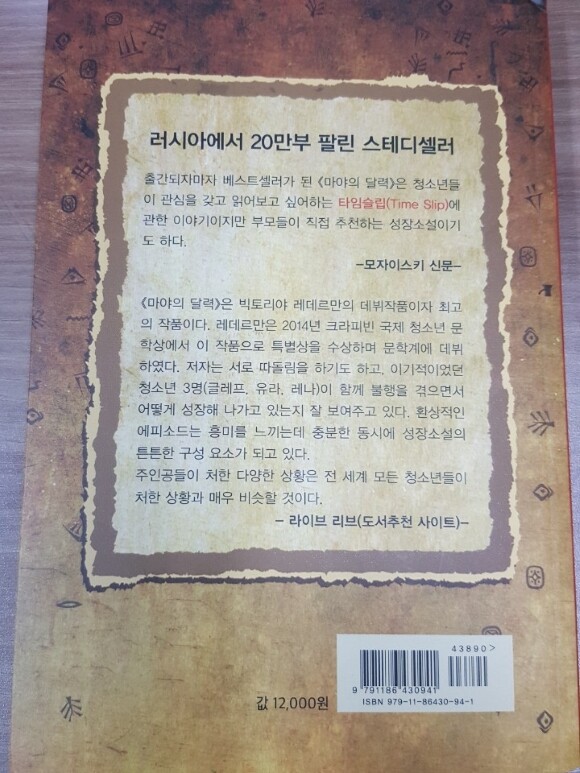 러시아에서 20만부 팔린 스테디셀러
출간되자마자 베스트셀러가 된 《마야의 달력》은 청소년들
이 관심을 갖고 읽어보고 싶어하는 타임슬립(Time Slip)에
관한 이야기이지만 부모들이 직접 추천하는 성장소설이기
도 하다.
-모자이스키 신문-
《마야의 달력》은 빅토리야 레데르만의 데뷔작품이자 최고
의 작품이다. 레데르만은 2014년 크라피빈 국제 청소년 문
학상에서 이 작품으로 특별상을 수상하며 문학계에 데뷔
하였다. 저자는 서로 따돌림을 하기도 하고, 이기적이었던
청소년 3명(글레프, 유라, 레나)이 함께 불행을 겪으면서
어떻게 성장해 나가고 있는지 잘 보여주고 있다. 환상적인
에피소드는 흥미를 느끼는데 충분한 동시에 성장소설의
튼튼한 구성 요소가 되고 있다.
주인공들이 처한 다양한 상황은 전 세계 모든 청소년들이
처한 상황과 매우 비슷할 것이다.
- 라이브 리브(도서추천 사이트)-
43890>
9 791186 430941
값 12,000원
ISBN 979-11-86430-94-1